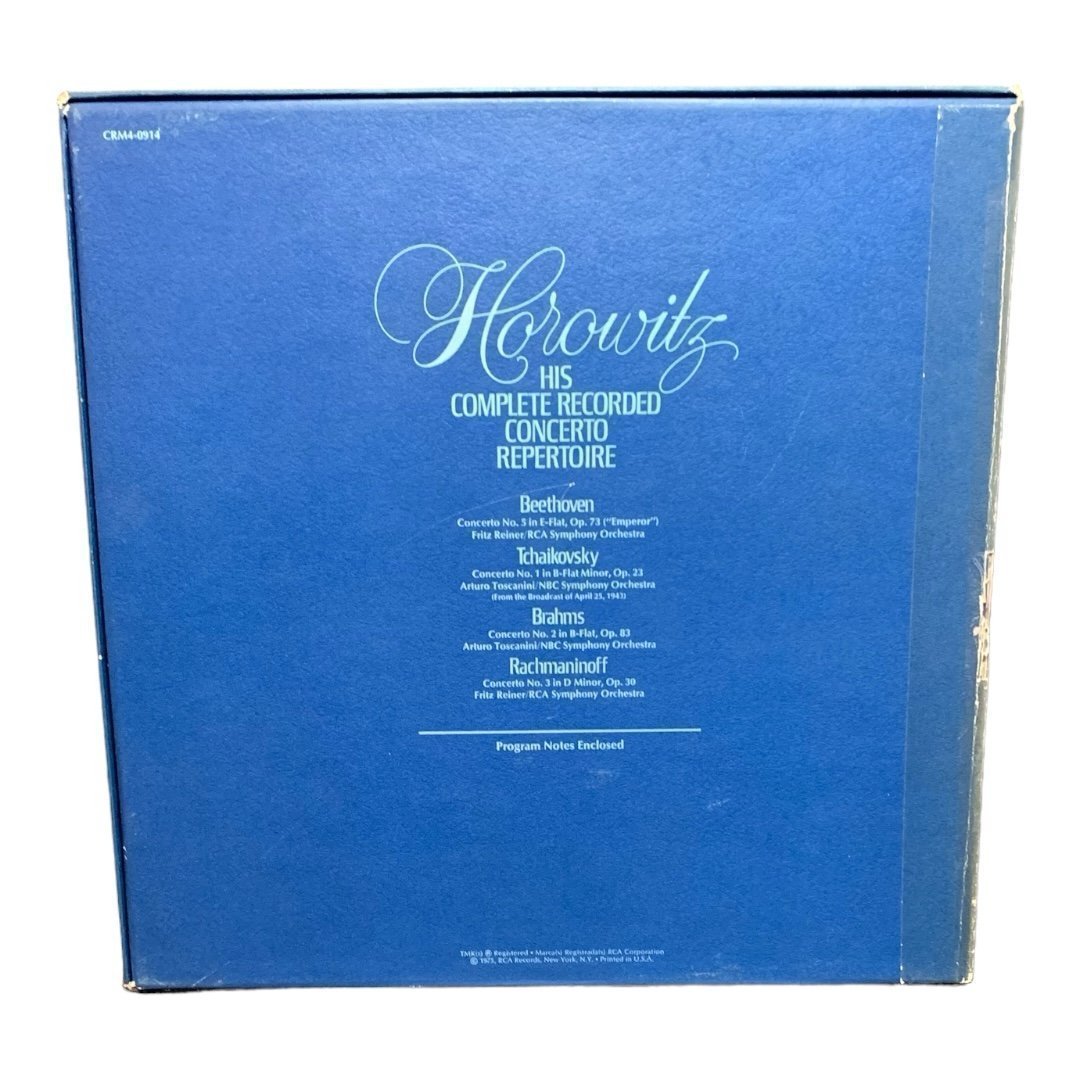 CRM4-0914
Horowitz
HIS
COMPLETE RECORDED
CONCERTO
REPERTOIRE
Beethoven
Concerto No. 5 in E-Flat, Op. 73 ("Emperor")
Fritz Reiner/RCA Symphony Orchestra
Tchaikovsky
Concerto No. 1 in B-Flat Minor, Op. 23
Arturo Toscanini/NBC Symphony Orchestra
(From the Broadcast of April 25, 1943)
Brahms
Concerto No. 2 in B-Flat, Op. 83
Arturo Toscanini/NBC Symphony Orchestra
Rachmaninoff
Concerto No. 3 in D Minor, Op. 30
Fritz Reiner/RCA Symphony Orchestra
Program Notes Enclosed
TMK(s) ® Registered • Marca(s) Registrada(s) RCA Corporation
© 1975, RCA Records, New York, N.Y. • Printed in U.S.A.